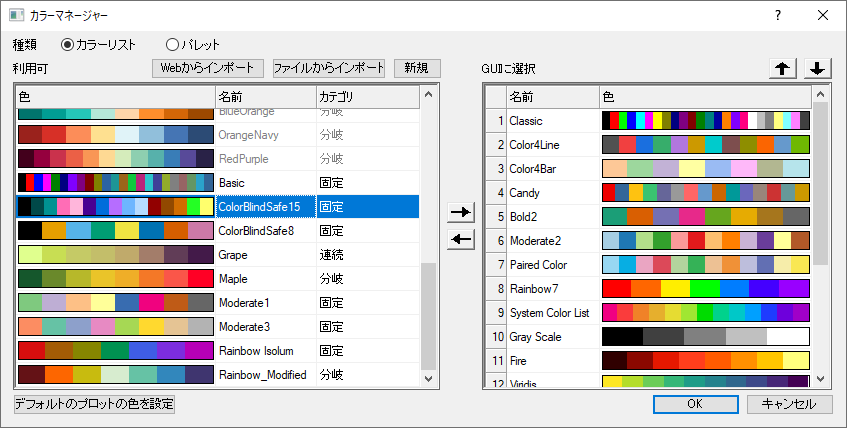 カラーマネージャー
種類 カラーリスト パレット
利用可 Webからインポート ファイルからインポート 新規
色 名前 カテゴリ
BlueOrange 分岐
OrangeNavy 分岐
RedPurple 分岐
Basic 固定
ColorBlindSafe15 固定
ColorBlindSafe8 固定
Grape 連続
Maple 分岐
Moderate1 固定
Moderate3 固定
Rainbow Isolum 固定
Rainbow_Modified 分岐
デフォルトのプロットの色を設定
GUIに選択
名前 色
1 Classic
2 Color4Line
3 Color4Bar
4 Candy
5 Bold2
6 Moderate2
7 Paired Color
8 Rainbow7
9 System Color List
10 Gray Scale
11 Fire
12 Viridis
OK キャンセル